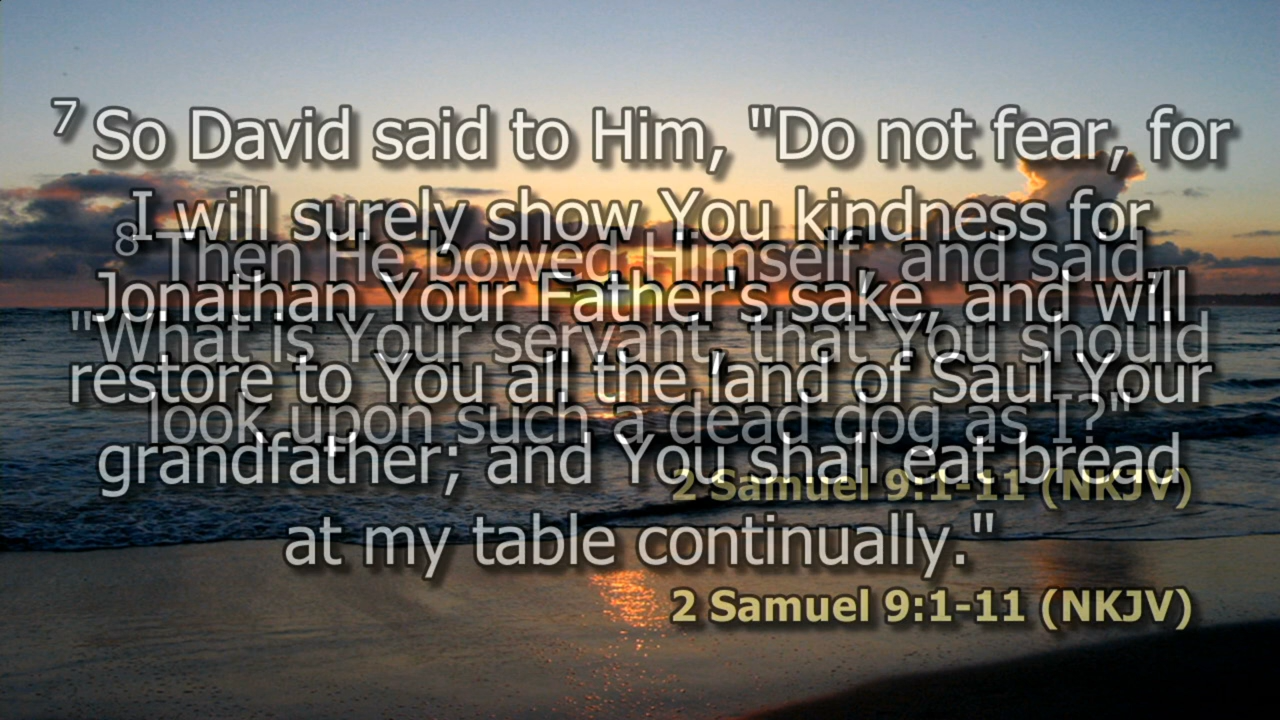 7 So David said to Him, "Do not fear, for
I will surely show You kindness for
Jonathan Your Father's sake, and will
restore to You all the land of Saul Your
grandfather; and You shall eat bread
at my table continually."
2 Samuel 9:1-11 (NKJV)
8 Then He bowed Himself, and said,
"What is Your servant, that You should
look upon such a dead dog as I?"
2 Samuel 9:1-11 (NKJV)